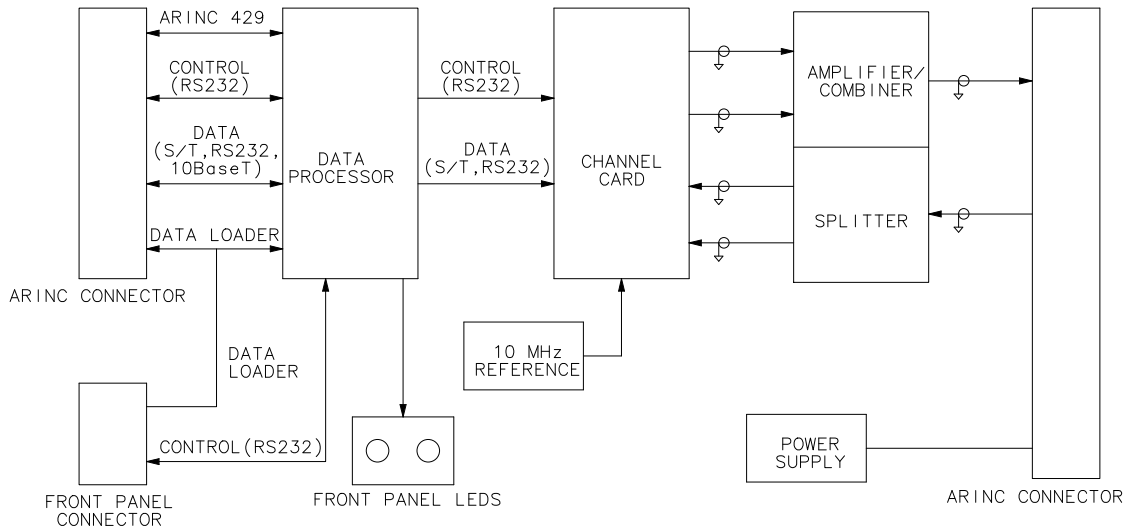 ARINC 429
CONTROL
(RS232)
DATA
(S/T,RS232,
10BaseT)
DATA LOADER
ARINC CONNECTOR
DATA
PROCESSOR
CONTROL
(RS232)
DATA
(S/T,RS232)
CHANNEL
CARD
AMPLIFIER/
COMBINER
SPLITTER
10 MHz
REFERENCE
DATA
LOADER
CONTROL(RS232)
FRONT PANEL
CONNECTOR
FRONT PANEL LEDS
POWER
SUPPLY
ARINC CONNECTOR